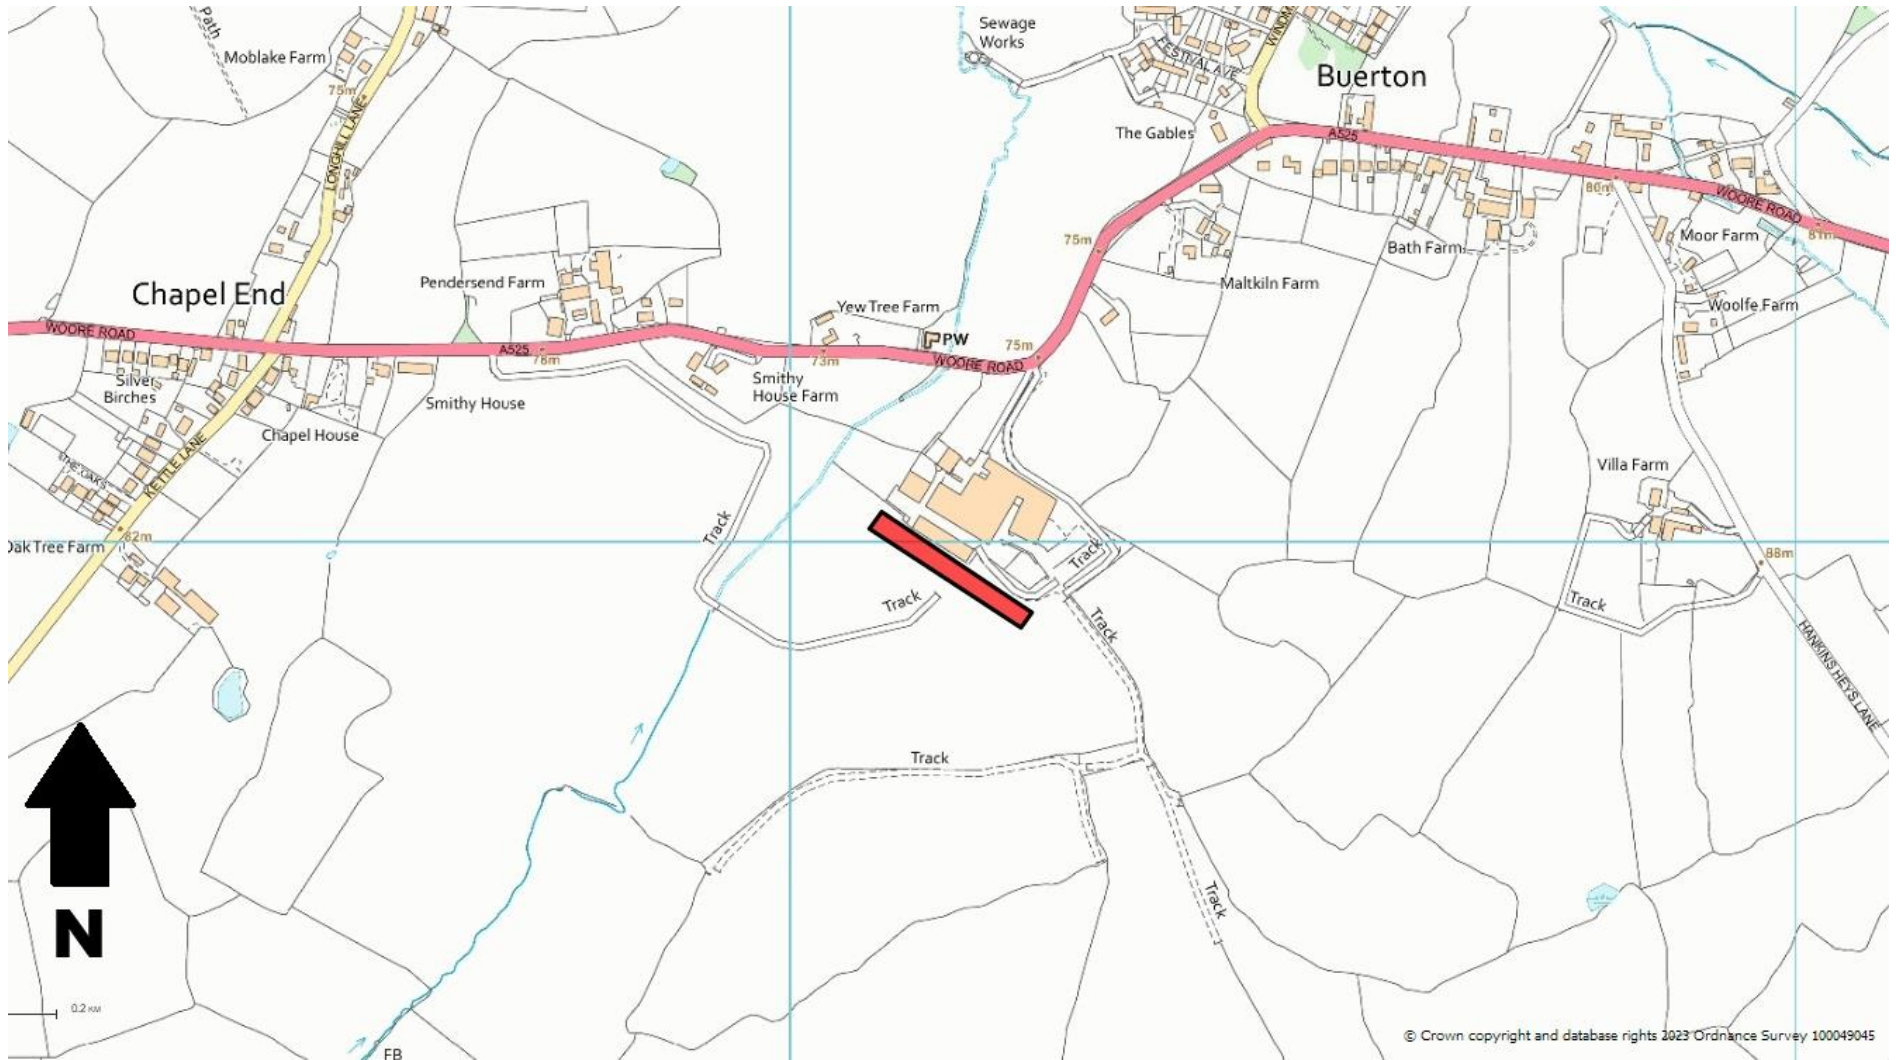 Path
Moblake Farm
75m
LONGHILL LANE
Sewage
Works
FESTIVAL AVE
WINDM
Buerton
The Gables
A525
80m
WOORE ROAD
81m
Moor Farm
Bath Farm
Maltkiln Farm
Woolfe Farm
75m
Pendersend Farm
Chapel End
Yew Tree Farm
PW
75m
WOORE ROAD
A525
78m
73m
WOORE ROAD
Silver
Birches
Smithy House
Smithy
House Farm
Chapel House
THE OAKS
KETTLE LANE
82m
Oak Tree Farm
Villa Farm
88m
Track
Track
Track
Track
Track
HANKINS HEYS LANE
Track
Track
N
0.2 KM
FB
© Crown copyright and database rights 2023 Ordnance Survey 100049045